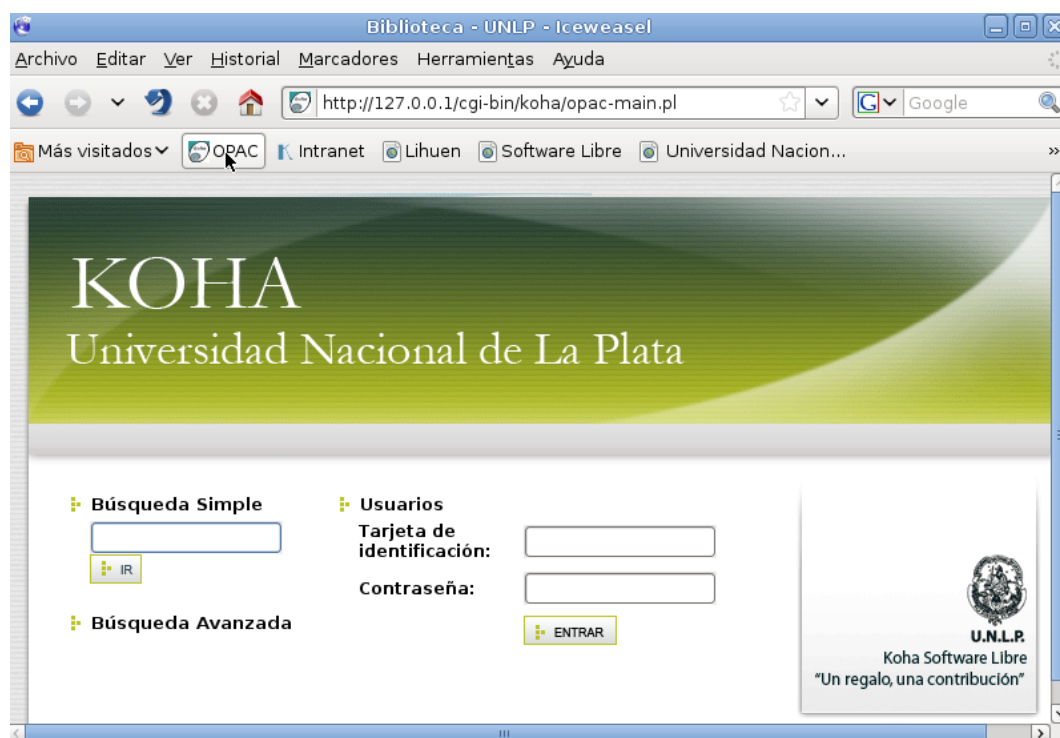 Biblioteca - UNLP - Iceweasel
Archivo Editar Ver Historial Marcadores Herramientas Ayuda
http://127.0.0.1/cgi-bin/koha/opac-main.pl G Google
Más visitados OPAC Intranet Lihuen Software Libre Universidad Nacion... »
KOHA
Universidad Nacional de La Plata
Búsqueda Simple
IR
Búsqueda Avanzada
Usuarios
Tarjeta de
identificación:
Contraseña:
ENTRAR
U.N.L.P.
Koha Software Libre
“Un regalo, una contribución”